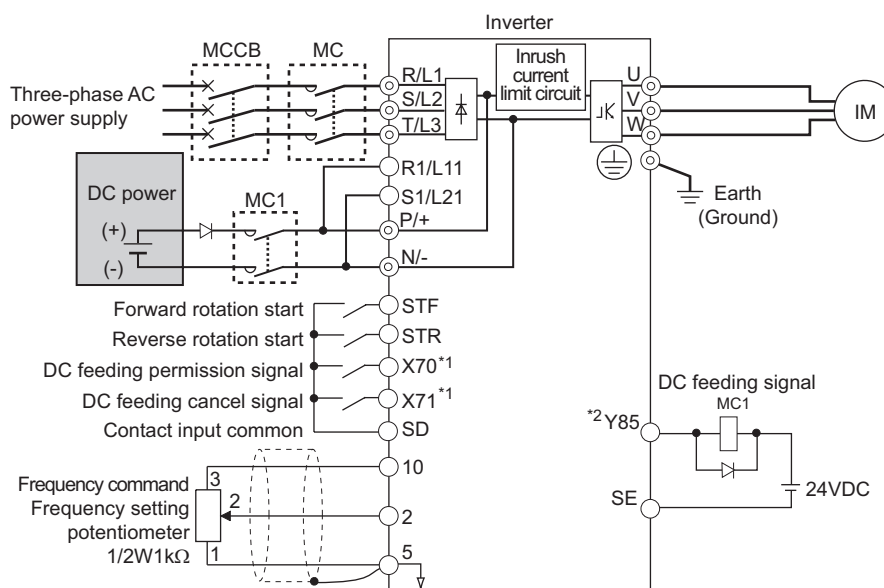 Inverter
MCCB
MC
Three-phase AC
power supply
R/L1
S/L2
T/L3
Inrush
current
limit circuit
U
V
W
IM
R1/L11
S1/L21
P/+
N/-
DC power
(+)
(-)
MC1
Earth
(Ground)
Forward rotation start
STF
Reverse rotation start
STR
DC feeding permission signal
X70*1
DC feeding cancel signal
X71*1
Contact input common
SD
DC feeding signal
MC1
*2Y85
24VDC
SE
Frequency command
Frequency setting
potentiometer
1/2W1kΩ
3
2
1
10
2
5